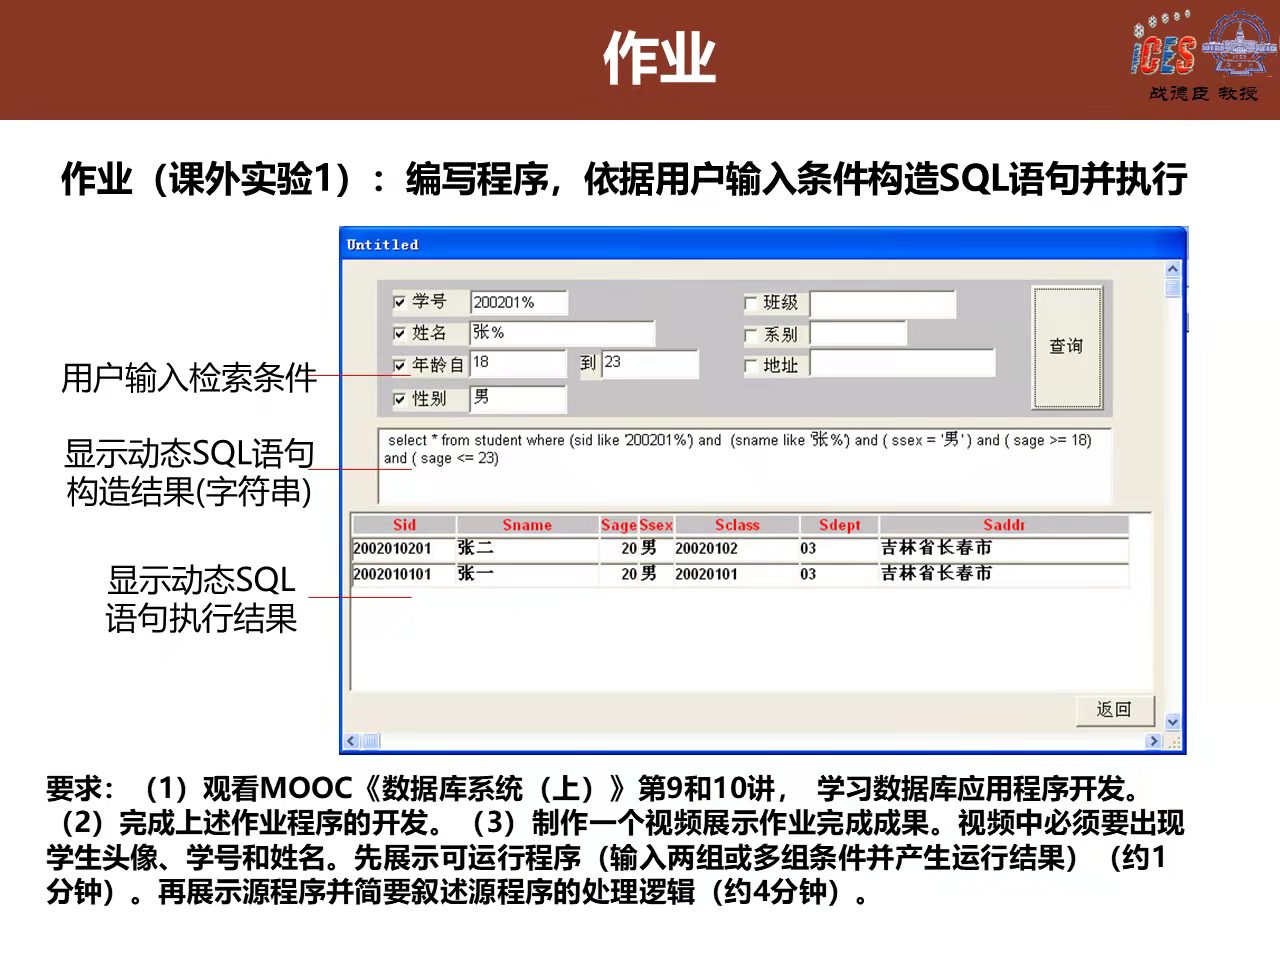 作业
iCES
战德臣 教授
作业（课外实验1）：编写程序，依据用户输入条件构造SQL语句并执行
Untitled
学号 200201% 班级
姓名 张% 系别
年龄自 18 到 23 地址
性别 男
查询
用户输入检索条件
显示动态SQL语句
构造结果(字符串)
select * from student where (sid like '200201%') and (sname like '张%') and ( ssex = '男' ) and ( sage >= 18)
and ( sage <= 23)
Sid Sname Sage Ssex Sclass Sdept Saddr
2002010201 张二 20 男 20020102 03 吉林省长春市
2002010101 张一 20 男 20020101 03 吉林省长春市
显示动态SQL
语句执行结果
返回
要求：（1）观看MOOC《数据库系统（上）》第9和10讲， 学习数据库应用程序开发。
（2）完成上述作业程序的开发。（3）制作一个视频展示作业完成成果。视频中必须要出现
学生头像、学号和姓名。先展示可运行程序（输入两组或多组条件并产生运行结果）（约1
分钟）。再展示源程序并简要叙述源程序的处理逻辑（约4分钟）。